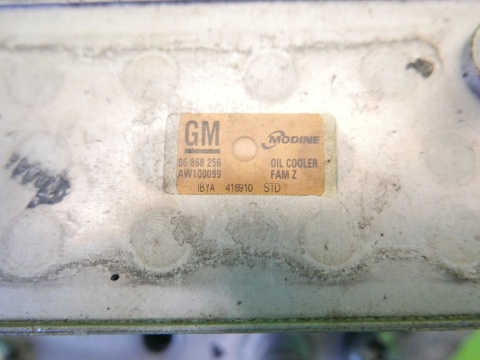 GM
MODINE
96 868 256
OIL COOLER
AW100099
FAM Z
IBYA 416910 STD